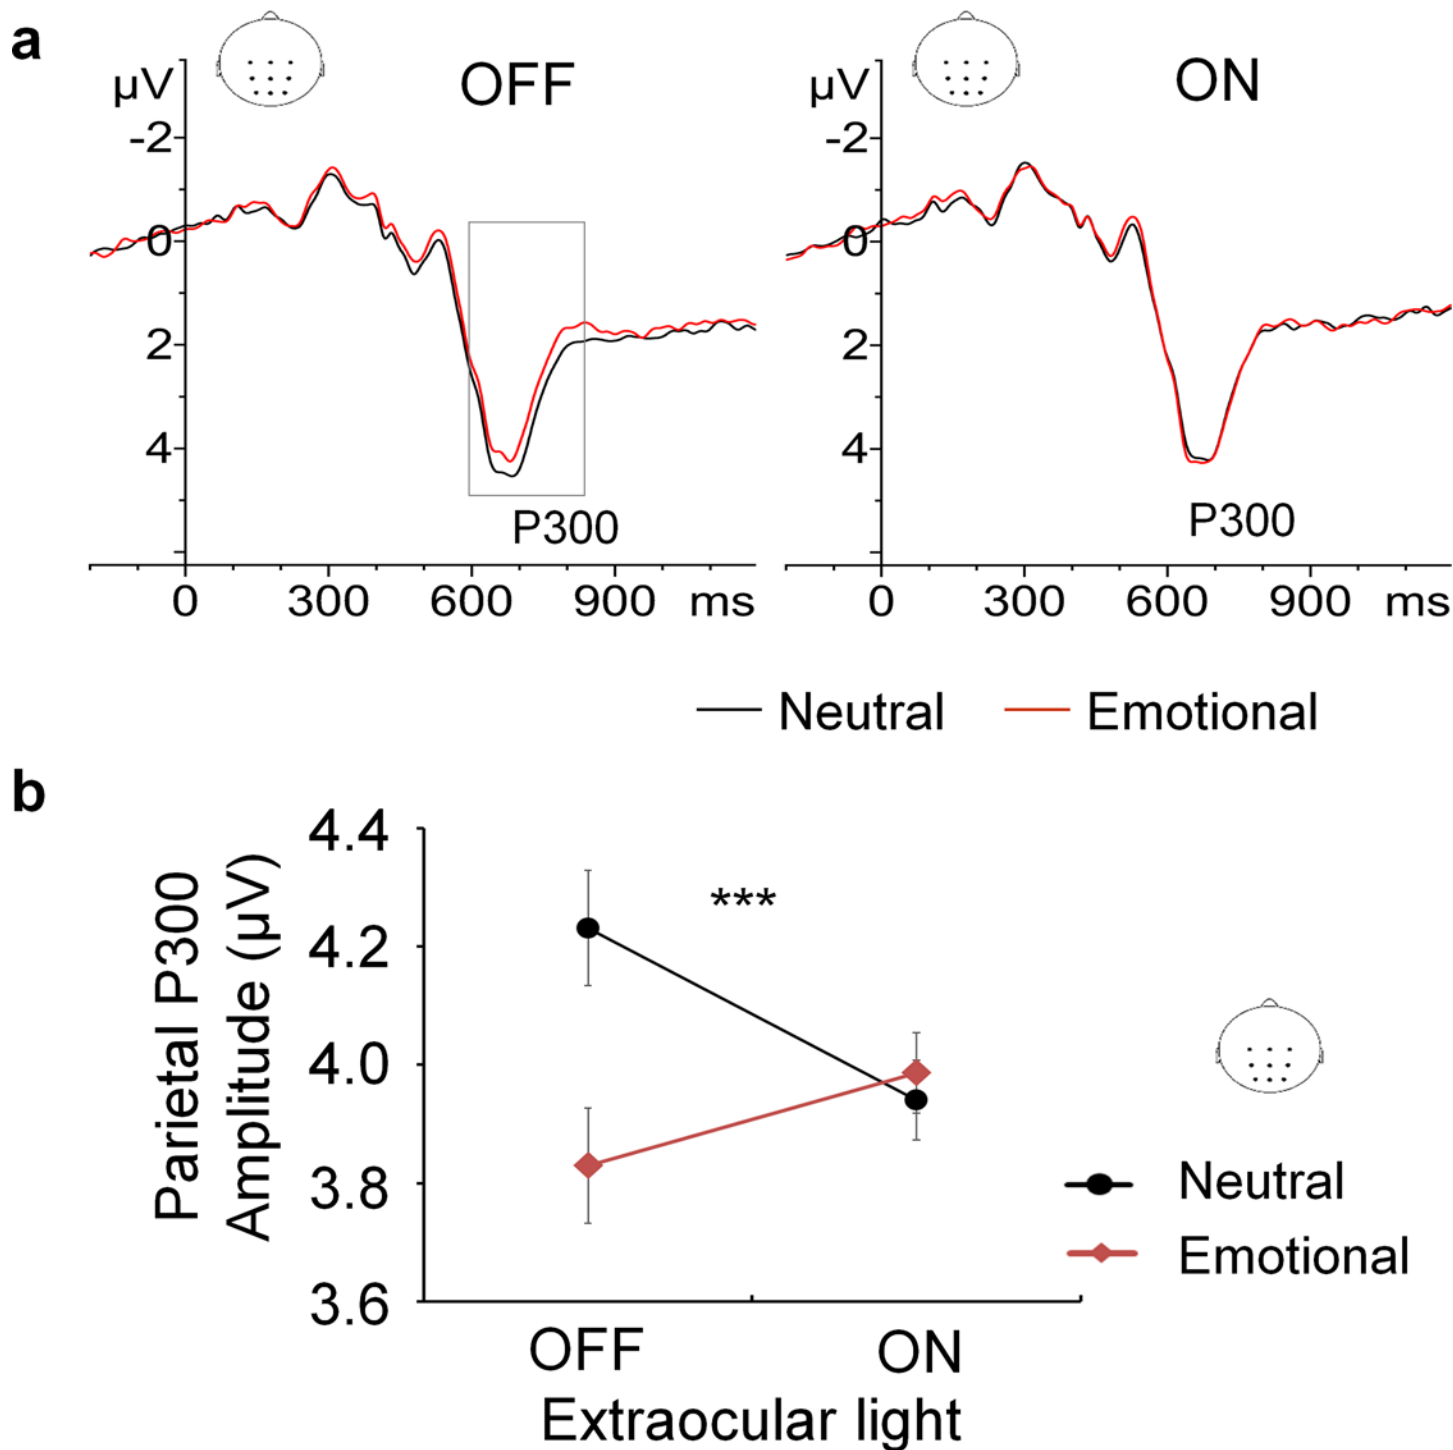 a
µV OFF
-2
0
2
4
P300
0 300 600 900 ms
µV ON
-2
0
2
4
P300
0 300 600 900 ms
Neutral Emotional
b
Parietal P300
Amplitude (µV)
4.4
4.2
4.0
3.8
3.6
***
Neutral
Emotional
OFF ON
Extraocular light